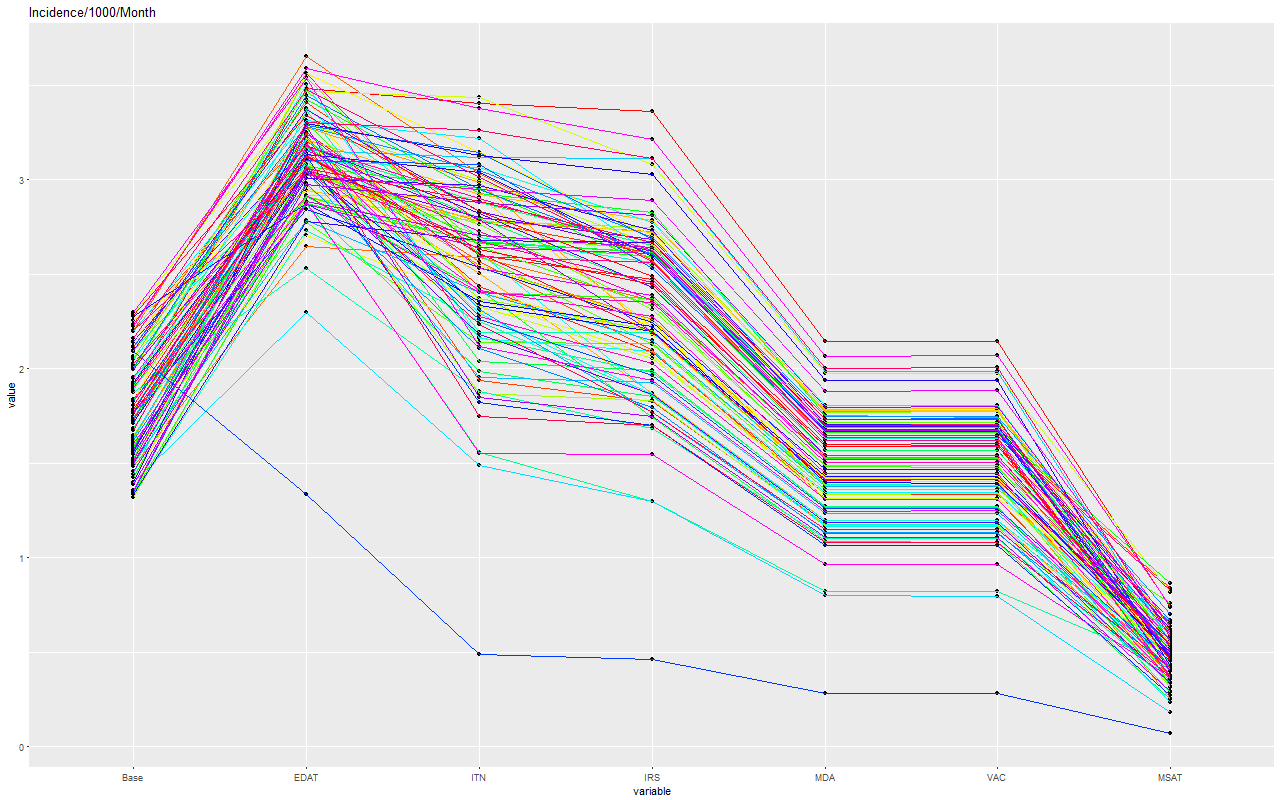 Incidence/1000/Month
3
2
1
0
value
Base EDAT ITN IRS MDA VAC MSAT
variable